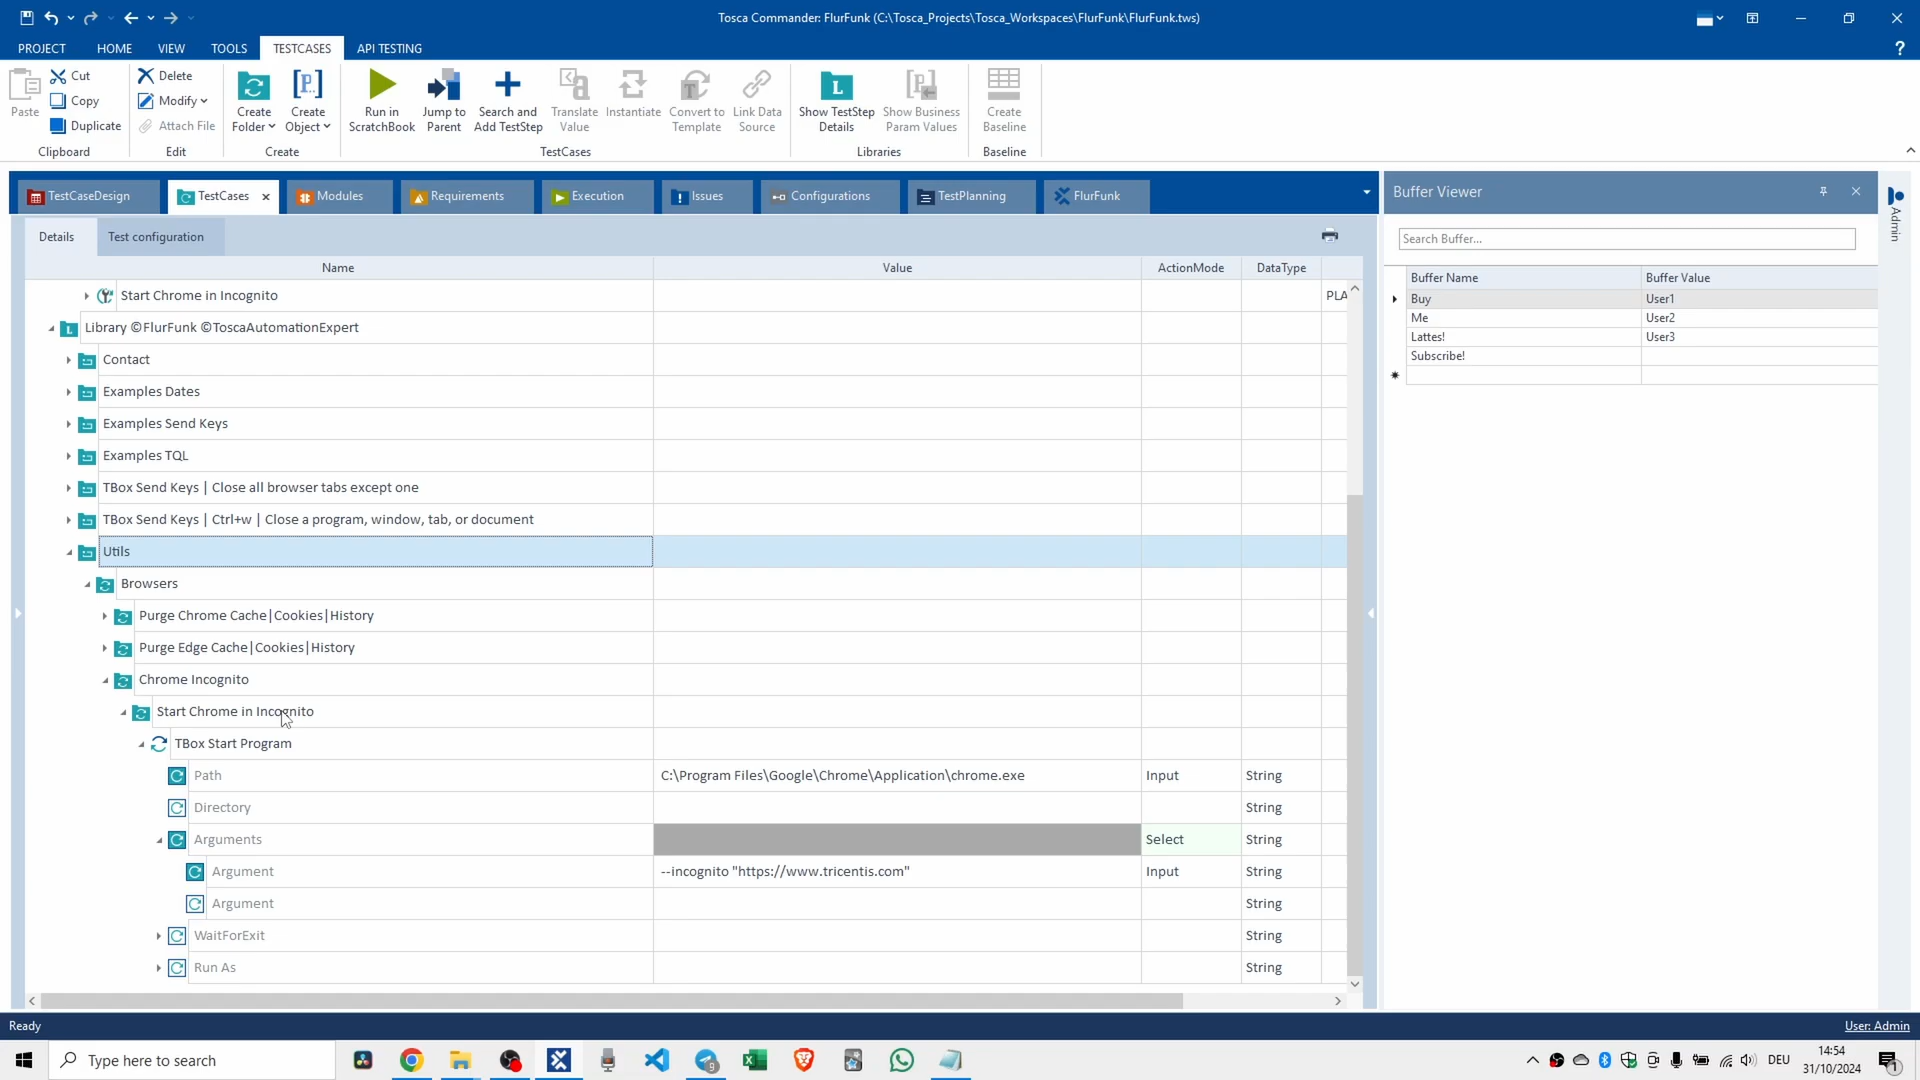 Tosca Commander: FlurFunk (C:\Tosca_Projects\Tosca_Workspaces\FlurFunk\FlurFunk.tws)
PROJECT HOME VIEW TOOLS TESTCASES API TESTING ?
Paste
Cut
Copy
Duplicate
Clipboard
Delete
Modify
Attach File
Edit
Create Folder
Create Object
Create
Run in ScratchBook
Jump to Parent
Search and Add TestStep
Translate Value
Instantiate
Convert to Template
Link Data Source
TestCases
Show TestStep Details
Show Business Param Values
Libraries
Create Baseline
Baseline
TestCaseDesign TestCases Modules Requirements Execution Issues Configurations TestPlanning FlurFunk
Details Test configuration
Name Value ActionMode DataType
Start Chrome in Incognito PLA
Library ©FlurFunk ©ToscaAutomationExpert
Contact
Examples Dates
Examples Send Keys
Examples TQL
TBox Send Keys | Close all browser tabs except one
TBox Send Keys | Ctrl+w | Close a program, window, tab, or document
Utils
Browsers
Purge Chrome Cache|Cookies|History
Purge Edge Cache|Cookies|History
Chrome Incognito
Start Chrome in Incognito
TBox Start Program
Path C:\Program Files\Google\Chrome\Application\chrome.exe Input String
Directory String
Arguments Select String
Argument --incognito "https://www.tricentis.com" Input String
Argument String
WaitForExit String
Run As String
Buffer Viewer
Search Buffer...
Buffer Name Buffer Value
Buy User1
Me User2
Lattes! User3
Subscribe!
Admin
Ready User: Admin
Type here to search
DEU
14:54
31/10/2024